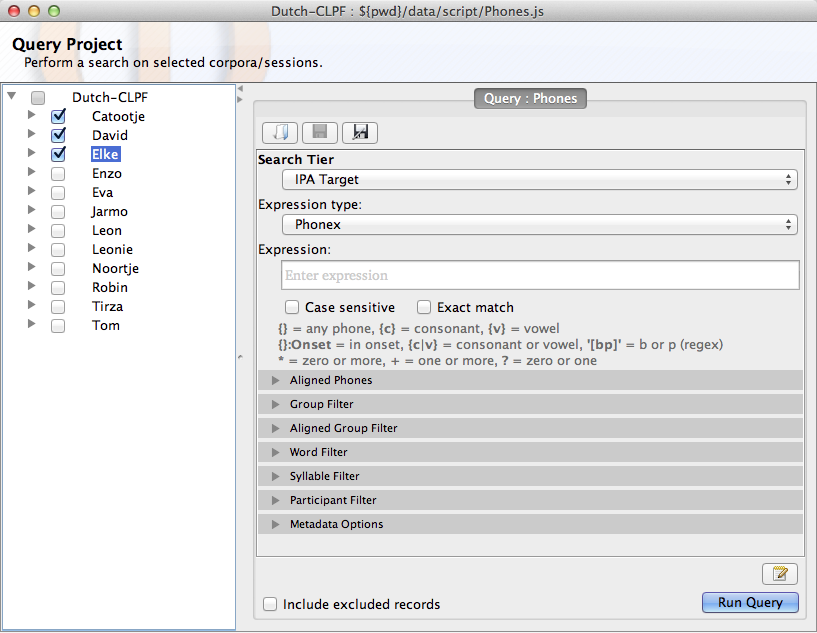 Dutch-CLPF : ${pwd}/data/script/Phones.js
Query Project
Perform a search on selected corpora/sessions.
Dutch-CLPF
Catootje
David
Elke
Enzo
Eva
Jarmo
Leon
Leonie
Noortje
Robin
Tirza
Tom
Query : Phones
Search Tier
IPA Target
Expression type:
Phonex
Expression:
Enter expression
Case sensitive
Exact match
{} = any phone, {c} = consonant, {v} = vowel
{}:Onset = in onset, {c|v} = consonant or vowel, '[bp]' = b or p (regex)
* = zero or more, + = one or more, ? = zero or one
Aligned Phones
Group Filter
Aligned Group Filter
Word Filter
Syllable Filter
Participant Filter
Metadata Options
Include excluded records
Run Query